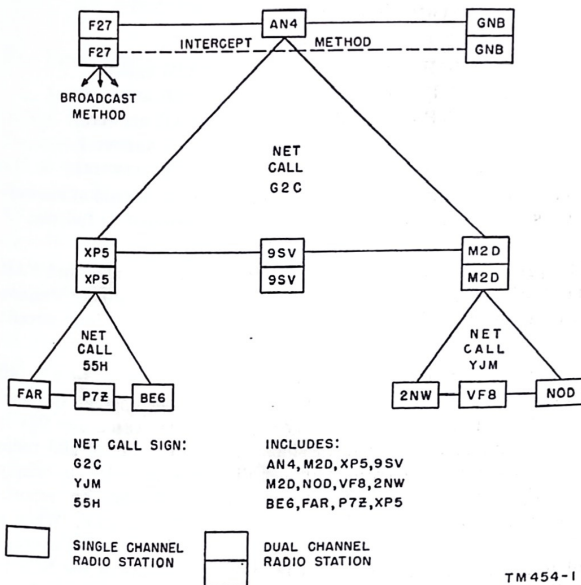 F27 AN4 GNB
F27 INTERCEPT METHOD GNB
BROADCAST
METHOD
NET
CALL
G2C
XP5 9SV M2D
XP5 9SV M2D
NET
CALL
55H
NET
CALL
YJM
FAR P7Z BE6 2NW VF8 NOD
NET CALL SIGN: INCLUDES:
G2C AN4, M2D, XP5, 9SV
YJM M2D, NOD, VF8, 2NW
55H BE6, FAR, P7Z, XP5
SINGLE CHANNEL
RADIO STATION
DUAL CHANNEL
RADIO STATION
TM454-1